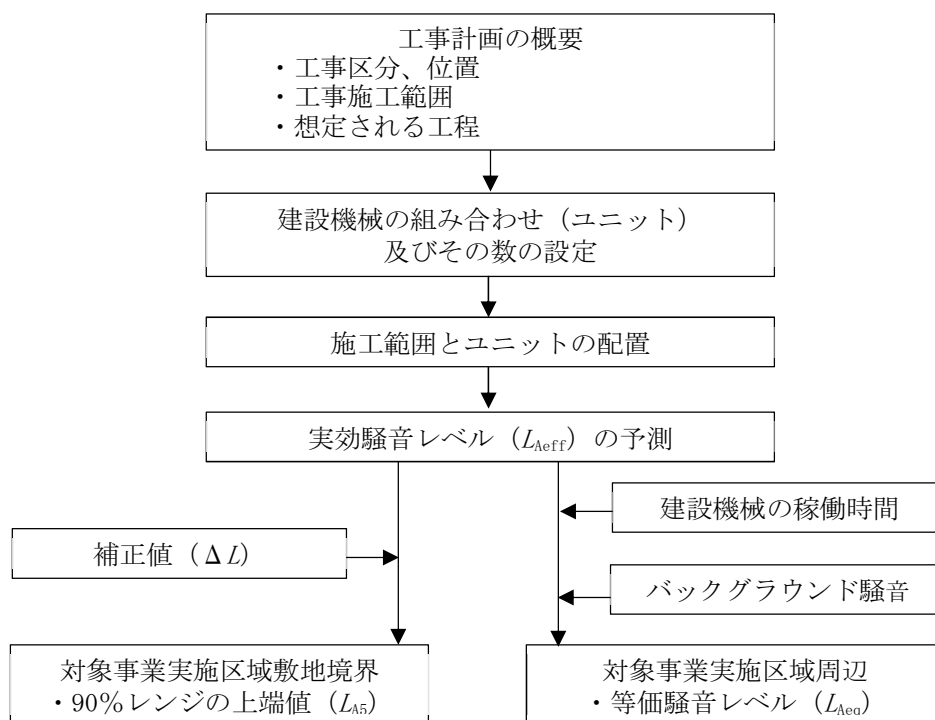 工事計画の概要
・工事区分、位置
・工事施工範囲
・想定される工程
建設機械の組み合わせ（ユニット）
及びその数の設定
施工範囲とユニットの配置
実効騒音レベル（LAeff）の予測
建設機械の稼働時間
補正値（ΔL）
バックグラウンド騒音
対象事業実施区域敷地境界
・90％レンジの上端値（LA5）
対象事業実施区域周辺
・等価騒音レベル（LAeq）